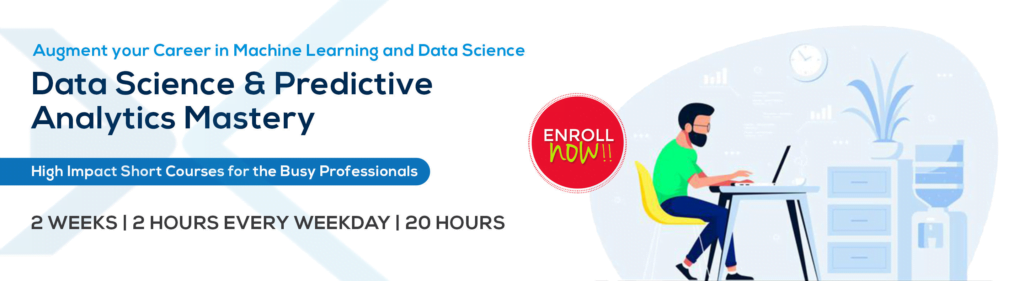 Augment your Career in Machine Learning and Data Science
Data Science & Predictive
Analytics Mastery
High Impact Short Courses for the Busy Professionals
2 WEEKS | 2 HOURS EVERY WEEKDAY | 20 HOURS
ENROLL
now!!